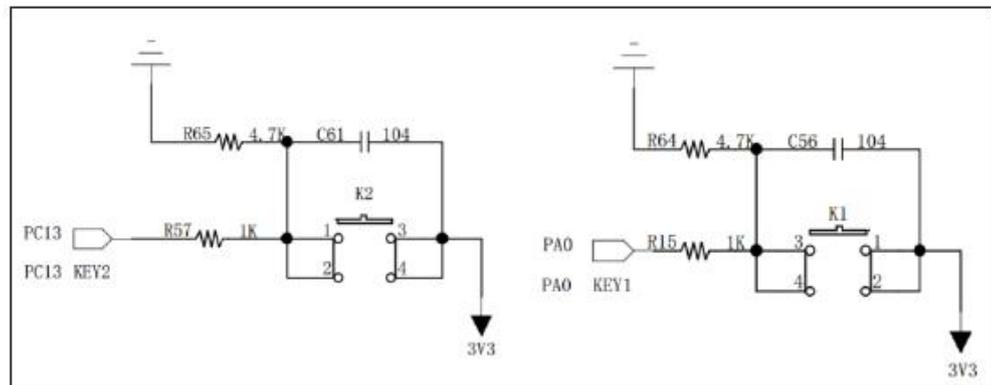 R65 4.7K C61 104
K2
PC13 R57 1K 1 3
PC13 KEY2 2 4
3V3
R64 4.7K C56 104
K1
PA0 R15 1K 3 1
PA0 KEY1 4 2
3V3